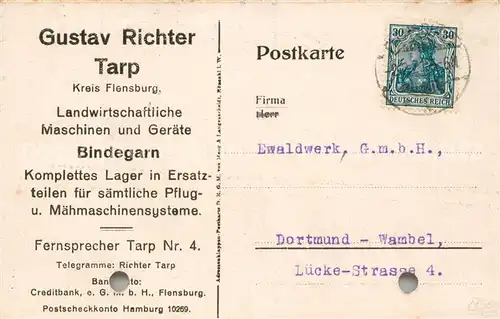 Gustav Richter
Tarp
Kreis Flensburg.
Landwirtschaftliche
Maschinen und Geräte
Bindegarn
Komplettes Lager in Ersatz-
teilen für sämtliche Pflug-
u. Mähmaschinensysteme.
Fernsprecher Tarp Nr. 4.
Telegramme: Richter Tarp
Creditbank, e. G. m. b. H., Flensburg.
Postscheckkonto Hamburg 10269.
Postkarte
30 30
DEUTSCHES REICH
Firma
Herr
Ewaldwerk, G.m.b.H.,
Dortmund - Wambel,
Lücke-Strasse 4.